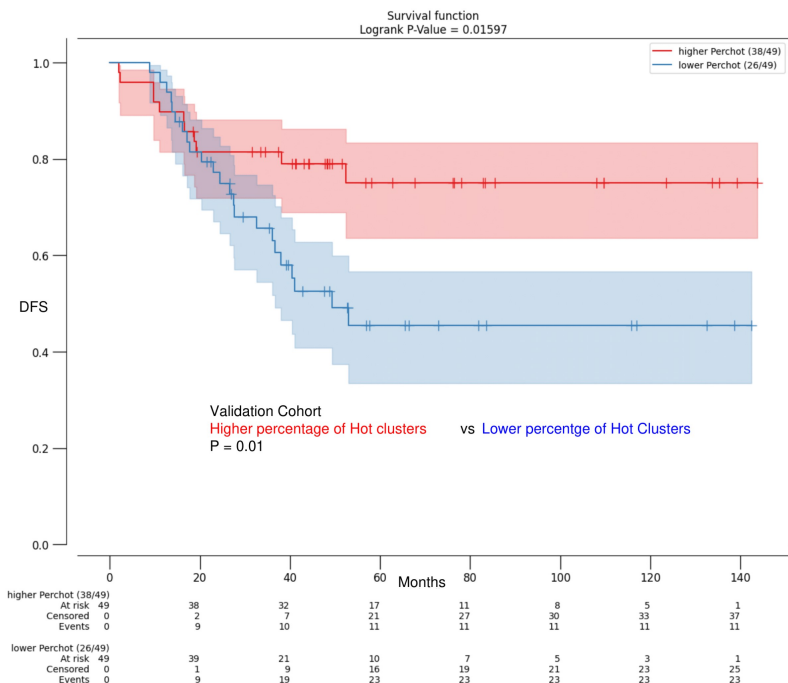 Survival function
Logrank P-Value = 0.01597
higher Perchot (38/49)
lower Perchot (26/49)
1.0
0.8
0.6
DFS
0.4
0.2
0.0
Validation Cohort
Higher percentage of Hot clusters vs Lower percentge of Hot Clusters
P = 0.01
0 20 40 60 80 100 120 140
Months
higher Perchot (38/49)
At risk 49 38 32 17 11 8 5 1
Censored 0 2 7 21 27 30 33 37
Events 0 9 10 11 11 11 11 11
lower Perchot (26/49)
At risk 49 39 21 10 7 5 3 1
Censored 0 1 9 16 19 21 23 25
Events 0 9 19 23 23 23 23 23